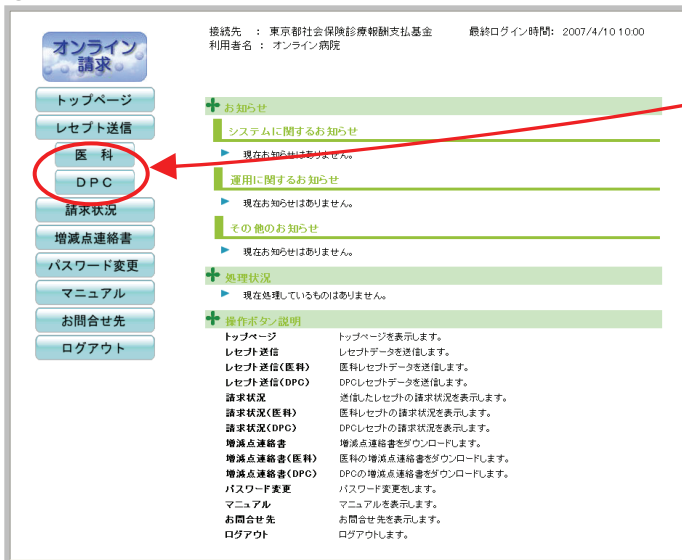 接続先 ： 東京都社会保険診療報酬支払基金 最終ログイン時間： 2007/4/10 10:00
利用者名 ： オンライン病院
オンライン
請求
トップページ
レセプト送信
医 科
DPC
請求状況
増減点連絡書
パスワード変更
マニュアル
お問合せ先
ログアウト
お知らせ
システムに関するお知らせ
現在お知らせはありません。
運用に関するお知らせ
現在お知らせはありません。
その他のお知らせ
現在お知らせはありません。
処理状況
現在処理しているものはありません。
操作ボタン説明
トップページ トップページを表示します。
レセプト送信 レセプトデータを送信します。
レセプト送信(医科) 医科レセプトデータを送信します。
レセプト送信(DPC) DPCレセプトデータを送信します。
請求状況 送信したレセプトの請求状況を表示します。
請求状況(医科) 医科レセプトの請求状況を表示します。
請求状況(DPC) DPCレセプトの請求状況を表示します。
増減点連絡書 増減点連絡書をダウンロードします。
増減点連絡書(医科) 医科の増減点連絡書をダウンロードします。
増減点連絡書(DPC) DPCの増減点連絡書をダウンロードします。
パスワード変更 パスワード変更をします。
マニュアル マニュアルを表示します。
お問合せ先 お問合せ先を表示します。
ログアウト ログアウトします。